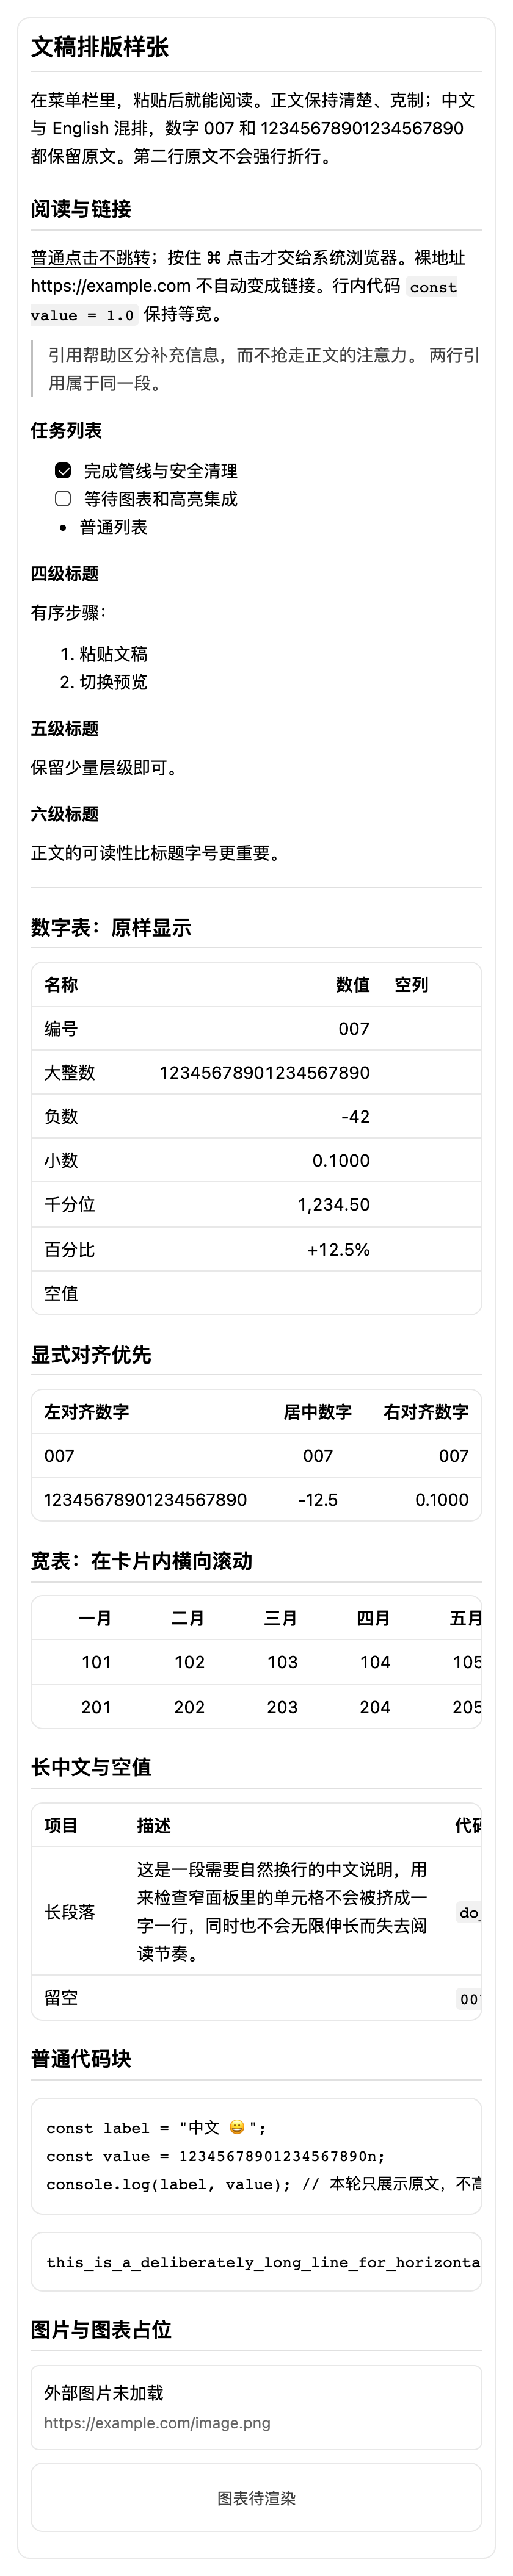 文稿排版样张
在菜单栏里，粘贴后就能阅读。正文保持清楚、克制；中文
与 English 混排，数字 007 和 12345678901234567890
都保留原文。第二行原文不会强行折行。
阅读与链接
普通点击不跳转；按住 ⌘ 点击才交给系统浏览器。裸地址
https://example.com 不自动变成链接。行内代码 const
value = 1.0 保持等宽。
引用帮助区分补充信息，而不抢走正文的注意力。 两行引
用属于同一段。
任务列表
完成管线与安全清理
等待图表和高亮集成
• 普通列表
四级标题
有序步骤：
1. 粘贴文稿
2. 切换预览
五级标题
保留少量层级即可。
六级标题
正文的可读性比标题字号更重要。
数字表：原样显示
名称 数值 空列
编号 007
大整数 12345678901234567890
负数 -42
小数 0.1000
千分位 1,234.50
百分比 +12.5%
空值
显式对齐优先
左对齐数字 居中数字 右对齐数字
007 007 007
12345678901234567890 -12.5 0.1000
宽表：在卡片内横向滚动
一月 二月 三月 四月 五月
101 102 103 104 105
201 202 203 204 205
长中文与空值
项目 描述 代
这是一段需要自然换行的中文说明，用
来检查窄面板里的单元格不会被挤成一
长段落 字一行，同时也不会无限伸长而失去阅 do_
读节奏。
留空 00
普通代码块
const label = "中文 😀";
const value = 12345678901234567890n;
console.log(label, value); // 本轮只展示原文，不高
this_is_a_deliberately_long_line_for_horizonta
图片与图表占位
外部图片未加载
https://example.com/image.png
图表待渲染